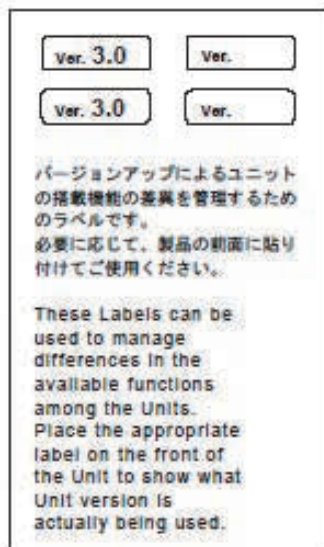 Ver. 3.0 Ver.
Ver. 3.0 Ver.
バージョンアップによるユニット
の搭載機能の差異を管理するため
のラベルです。
必要に応じて、製品の前面に貼り
付けてご使用ください。
These Labels can be
used to manage
differences in the
available functions
among the Units.
Place the appropriate
label on the front of
the Unit to show what
Unit version is
actually being used.